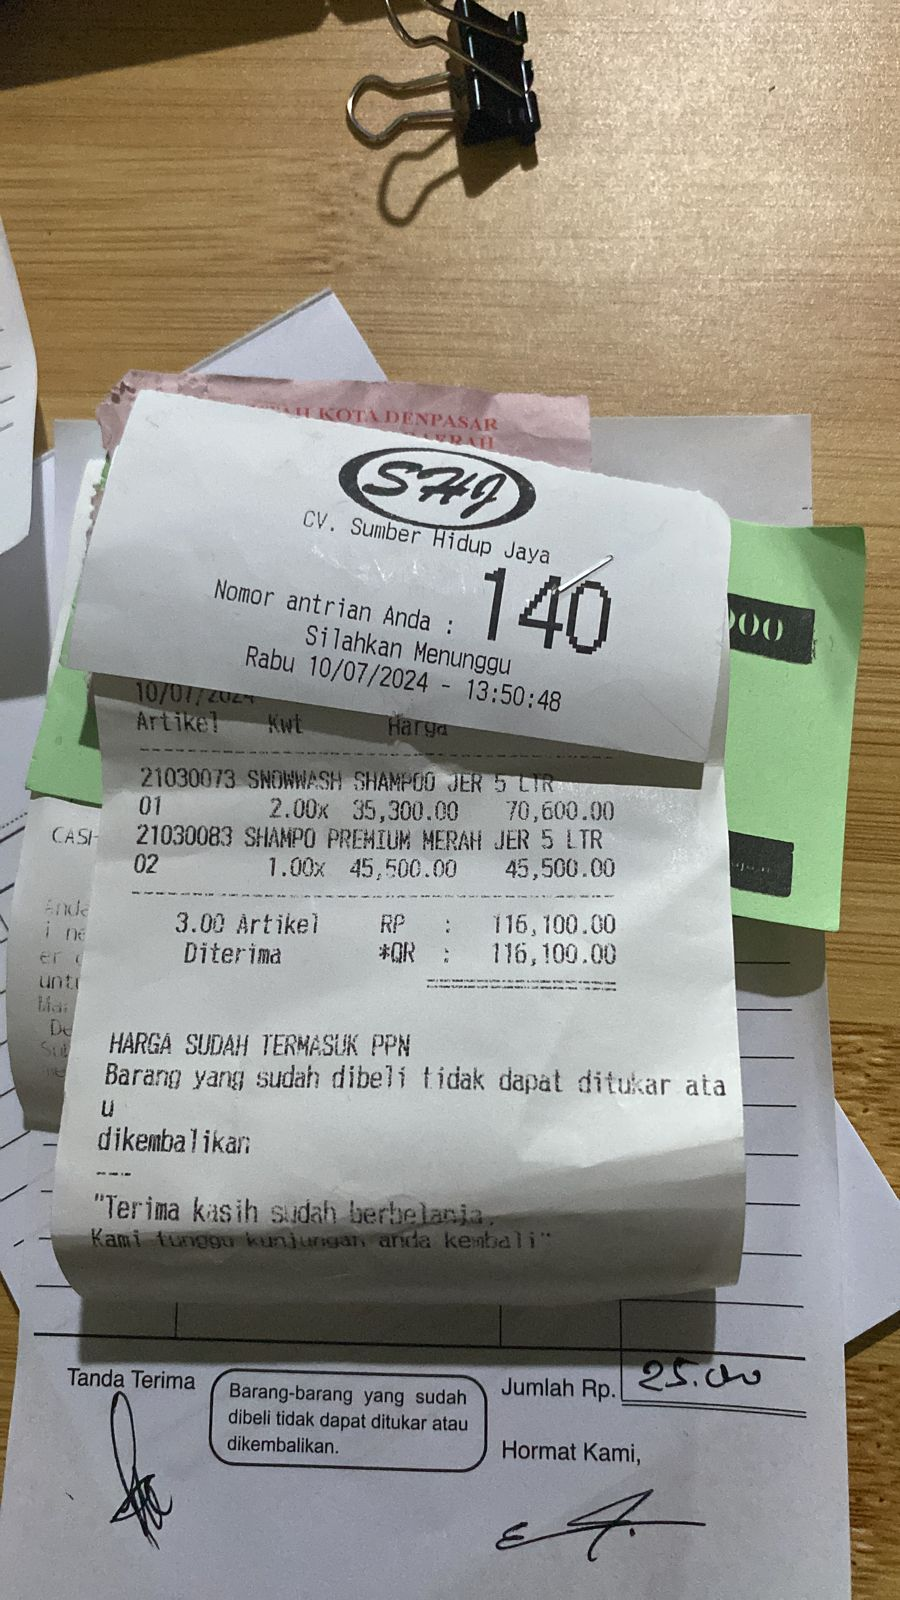 KOTA DENPASAR
SHJ
CV. Sumber Hidup Jaya
Nomor antrian Anda : 140
Silahkan Menunggu
Rabu 10/07/2024 - 13:50:48
000
10/07/2024
Artikel Kwt Harga
21030073 SNOWWASH SHAMPOO JER 5 LTR
01 2.00x 35,300.00 70,600.00
21030083 SHAMPO PREMIUM MERAH JER 5 LTR
02 1.00x 45,500.00 45,500.00
3.00 Artikel RP : 116,100.00
Diterima *QR : 116,100.00
HARGA SUDAH TERMASUK PPN
Barang yang sudah dibeli tidak dapat ditukar ata
u
dikembalikan
---
"Terima kasih sudah berbelanja.
Kami tunggu kunjungan anda kembali"
CASH
Tanda Terima
Barang-barang yang sudah
dibeli tidak dapat ditukar atau
dikembalikan.
Jumlah Rp. 25.000
Hormat Kami,